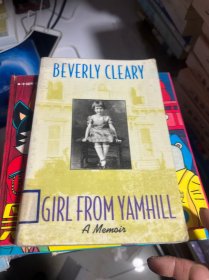 BEVERLY CLEARY
GIRL FROM YAMHILL
A Memoir